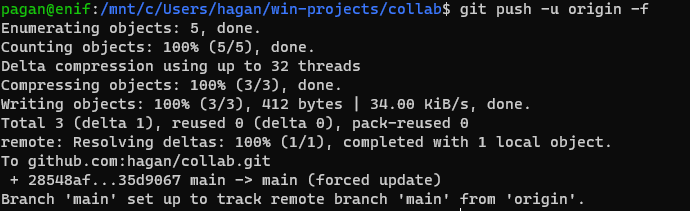 pagan@enif:/mnt/c/Users/hagan/win-projects/collab$ git push -u origin -f
Enumerating objects: 5, done.
Counting objects: 100% (5/5), done.
Delta compression using up to 32 threads
Compressing objects: 100% (3/3), done.
Writing objects: 100% (3/3), 412 bytes | 34.00 KiB/s, done.
Total 3 (delta 1), reused 0 (delta 0), pack-reused 0
remote: Resolving deltas: 100% (1/1), completed with 1 local object.
To github.com:hagan/collab.git
 + 28548af...35d9067 main -> main (forced update)
Branch 'main' set up to track remote branch 'main' from 'origin'.